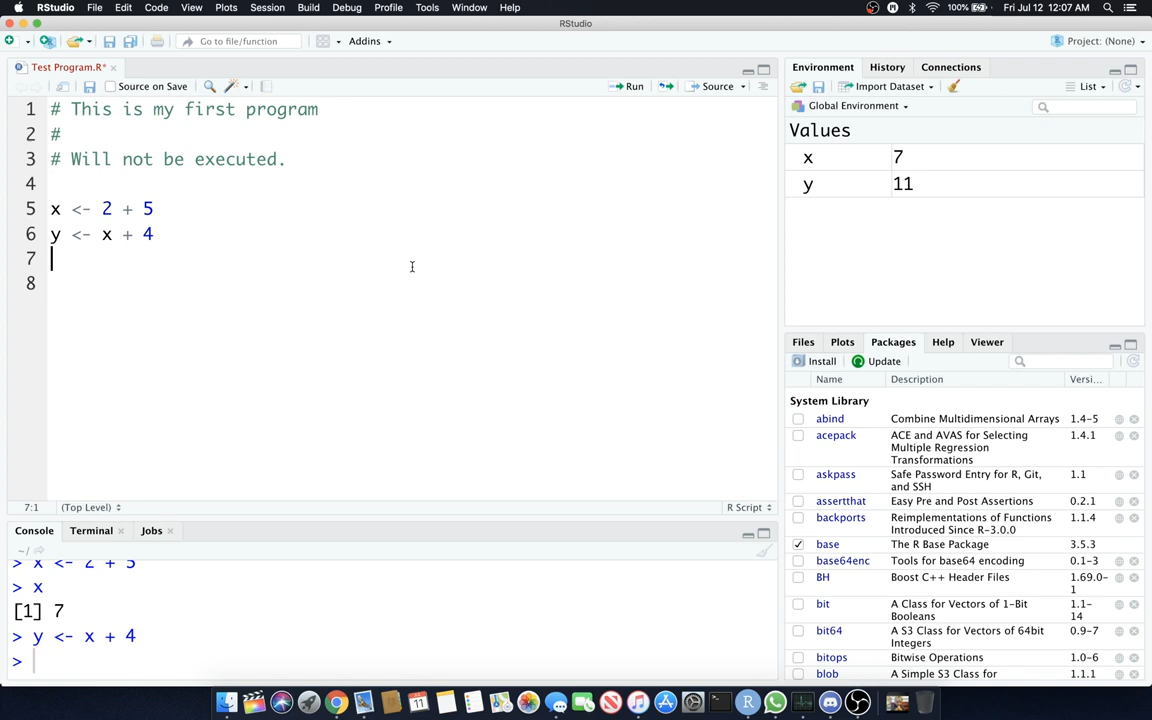 RStudio File Edit Code View Plots Session Build Debug Profile Tools Window Help 100% Fri Jul 12 12:07 AM
RStudio
Go to file/function Addins Project: (None)
Test Program.R*
Source on Save Run Source
1 # This is my first program
2 #
3 # Will not be executed.
4
5 x <- 2 + 5
6 y <- x + 4
7
8
7:1 (Top Level) R Script
Console Terminal Jobs
~/
> x <- 2 + 5
> x
[1] 7
> y <- x + 4
>
Environment History Connections
Import Dataset List
Global Environment
Values
x 7
y 11
Files Plots Packages Help Viewer
Install Update
Name Description Versi...
System Library
abind Combine Multidimensional Arrays 1.4-5
acepack ACE and AVAS for Selecting 1.4.1
Multiple Regression
Transformations
askpass Safe Password Entry for R, Git, 1.1
and SSH
assertthat Easy Pre and Post Assertions 0.2.1
backports Reimplementations of Functions 1.1.4
Introduced Since R-3.0.0
base The R Base Package 3.5.3
base64enc Tools for base64 encoding 0.1-3
BH Boost C++ Header Files 1.69.0-
1
bit A Class for Vectors of 1-Bit 1.1-
Booleans 14
bit64 A S3 Class for Vectors of 64bit 0.9-7
Integers
bitops Bitwise Operations 1.0-6
blob A Simple S3 Class for 1.1.1